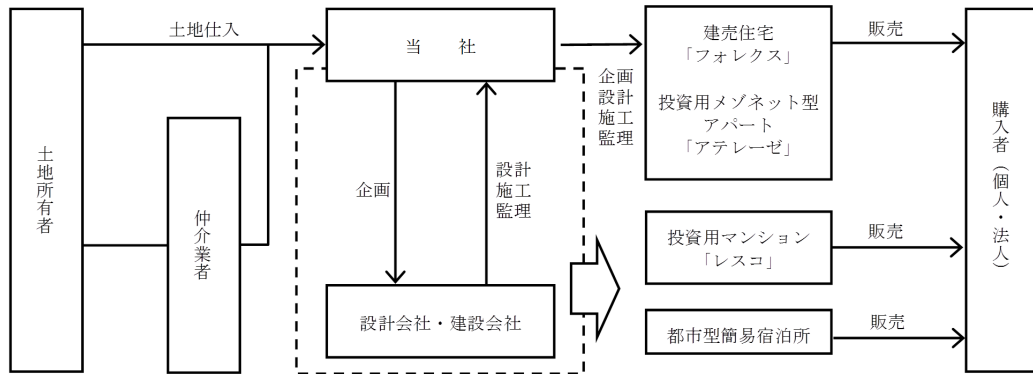 土地所有者
土地仕入
仲介業者
当　社
企画
設計
施工
監理
設計会社・建設会社
企画
設計
施工
監理
建売住宅
「フォレクス」
投資用メゾネット型
アパート
「アテレーゼ」
販売
投資用マンション
「レスコ」
販売
都市型簡易宿泊所
販売
購入者（個人・法人）